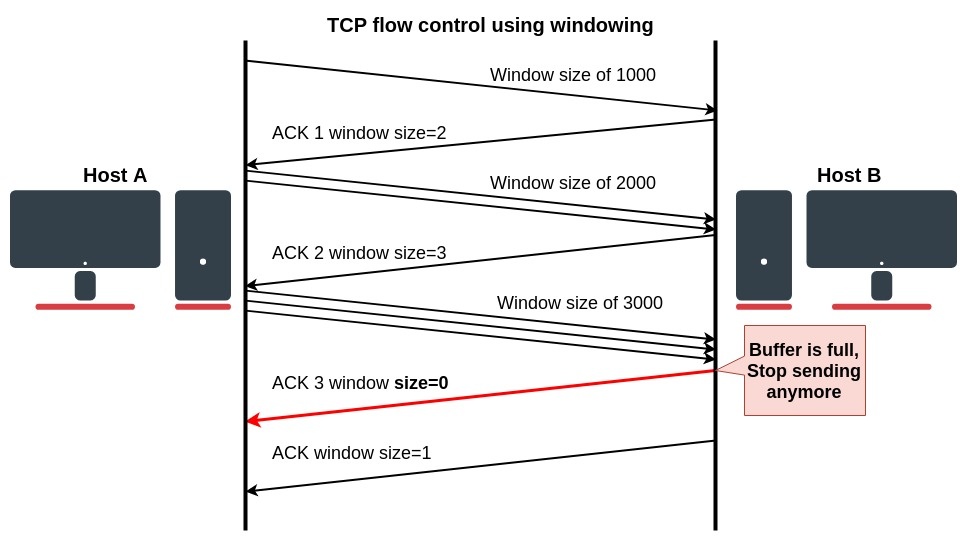 TCP flow control using windowing
Window size of 1000
ACK 1 window size=2
Host A
Host B
Window size of 2000
ACK 2 window size=3
Window size of 3000
Buffer is full,
Stop sending
anymore
ACK 3 window size=0
ACK window size=1